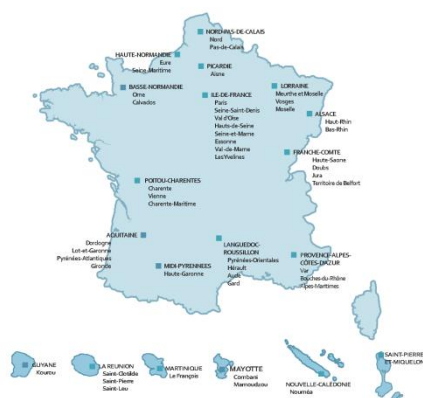 NORD-PAS-DE-CALAIS
Nord
Pas-de-Calais
HAUTE-NORMANDIE
Eure
Seine-Maritime
PICARDIE
Aisne
BASSE-NORMANDIE
Orne
Calvados
ILE-DE-FRANCE
Paris
Seine-Saint-Denis
Val d'Oise
Hauts-de-Seine
Seine-et-Marne
Essonne
Val-de-Marne
Les Yvelines
LORRAINE
Meurthe et Moselle
Vosges
Moselle
ALSACE
Haut-Rhin
Bas-Rhin
FRANCHE-COMTE
Haute-Saone
Doubs
Jura
Territoire de Belfort
POITOU-CHARENTES
Charente
Vienne
Charente-Maritime
AQUITAINE
Dordogne
Lot-et-Garonne
Pyrénées-Atlantiques
Gironde
MIDI-PYRENNEES
Haute-Garonne
LANGUEDOC-
ROUSSILLON
Pyrénées-Orientales
Hérault
Aude
Gard
PROVENCE-ALPES-
CÔTES-D'AZUR
Var
Bouches-du-Rhône
Alpes-Maritimes
GUYANE
Kourou
LA REUNION
Saint-Clotilde
Saint-Pierre
Saint-Leu
MARTINIQUE
Le François
MAYOTTE
Combani
Mamoudzou
NOUVELLE-CALÉDONIE
Nouméa
SAINT-PIERRE
ET-MIQUELON